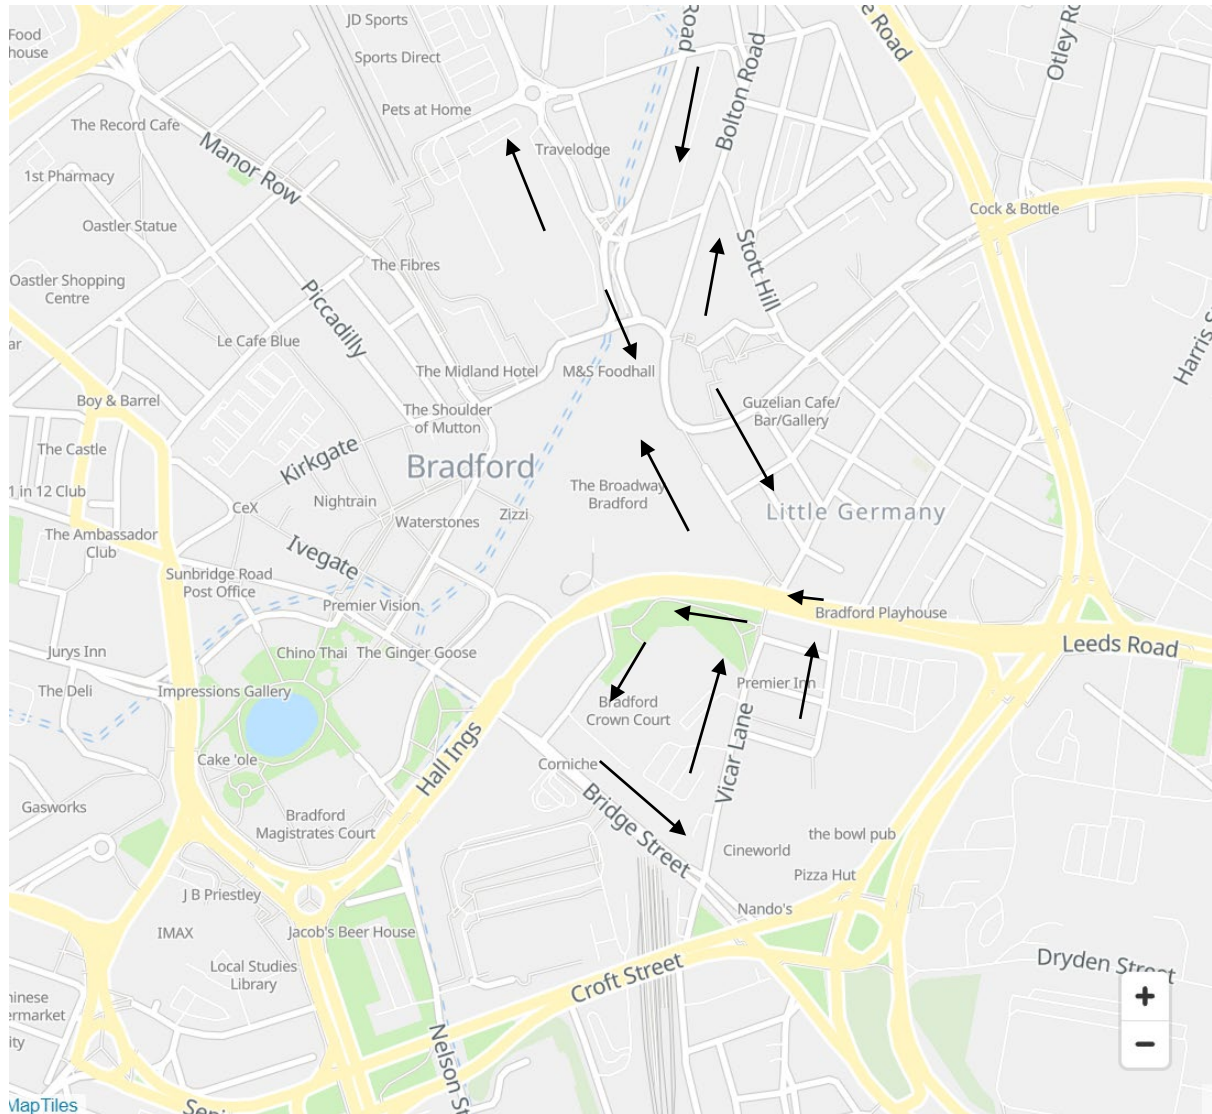 Food
house
JD Sports
Sports Direct
Pets at Home
The Record Cafe
Manor Row
Travelodge
Road
Bolton Road
e Road
Otley Ro
1st Pharmacy
Oastler Statue
Cock & Bottle
Stott Hill
The Fibres
Oastler Shopping
Centre
Piccadilly
Harris S
ar
Le Cafe Blue
The Midland Hotel
M&S Foodhall
Boy & Barrel
The Shoulder
of Mutton
Guzelian Cafe/
Bar/Gallery
The Castle
Kirkgate
Bradford
1 in 12 Club
CeX
Nightrain
Waterstones
Zizzi
The Broadway
Bradford
Little Germany
The Ambassador
Club
Ivegate
Sunbridge Road
Post Office
Premier Vision
Bradford Playhouse
Leeds Road
Jurys Inn
Chino Thai
The Ginger Goose
The Deli
Impressions Gallery
Premier Inn
Bradford
Crown Court
Cake 'ole
Hall Ings
Corniche
Vicar Lane
Gasworks
Bradford
Magistrates Court
Bridge Street
the bowl pub
Cineworld
Pizza Hut
J B Priestley
Nando's
IMAX
Jacob's Beer House
Local Studies
Library
Croft Street
Dryden Street
hinese
ermarket
ity
Nelson St
+
−
MapTiles